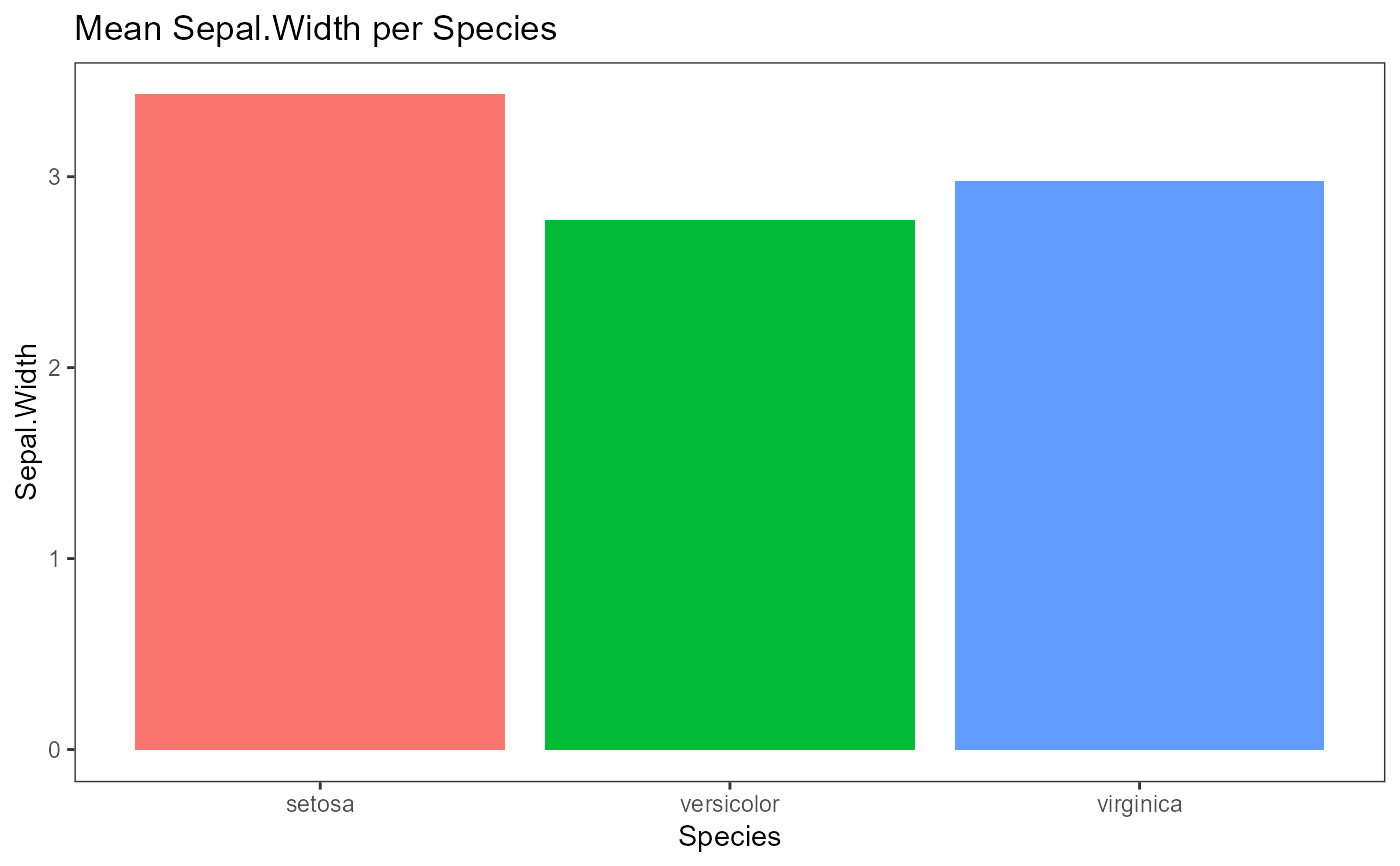 Mean Sepal.Width per Species
Sepal.Width
3
2
1
0
setosa
versicolor
virginica
Species